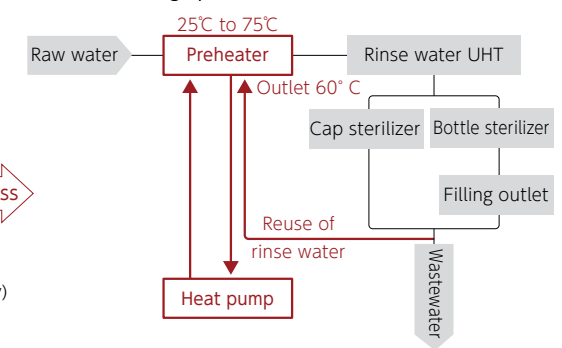 25℃ to 75℃
Raw water
Preheater
Rinse water UHT
Outlet 60° C
Cap sterilizer
Bottle sterilizer
ss
Filling outlet
Reuse of
rinse water
Wastewater
Heat pump
)